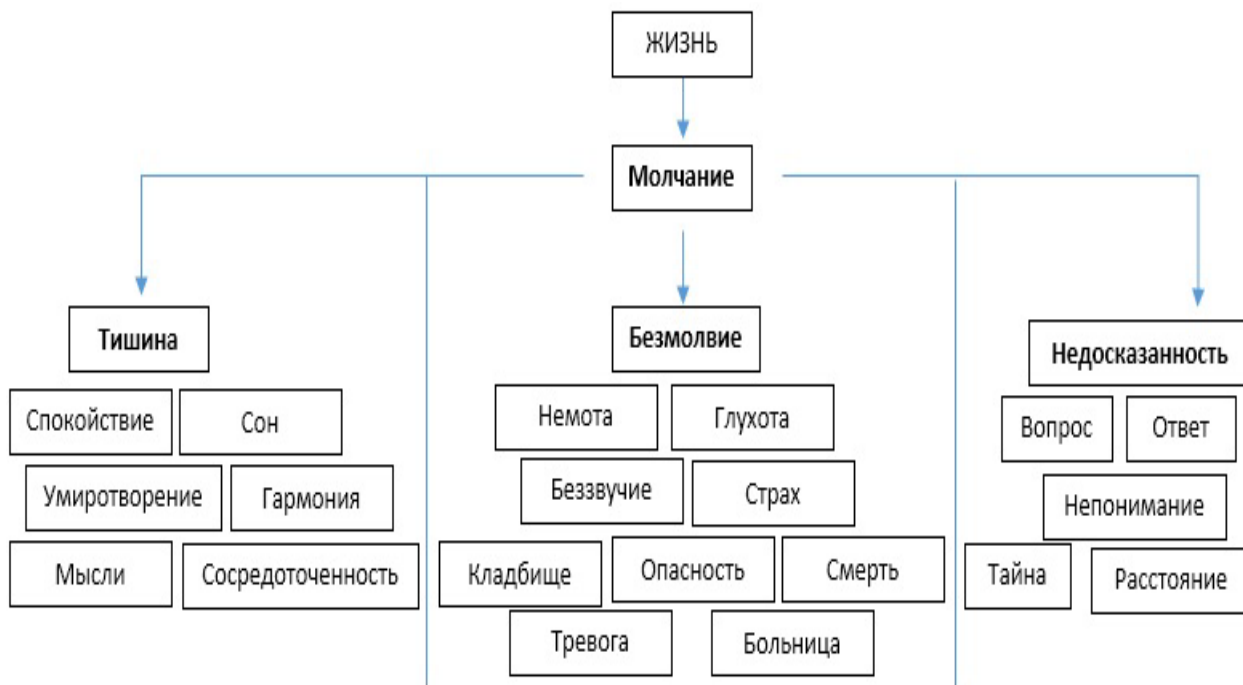 ЖИЗНЬ
Молчание
Тишина
Спокойствие
Сон
Умиротворение
Гармония
Мысли
Сосредоточенность
Безмолвие
Немота
Глухота
Беззвучие
Страх
Кладбище
Опасность
Смерть
Тревога
Больница
Недосказанность
Вопрос
Ответ
Непонимание
Тайна
Расстояние